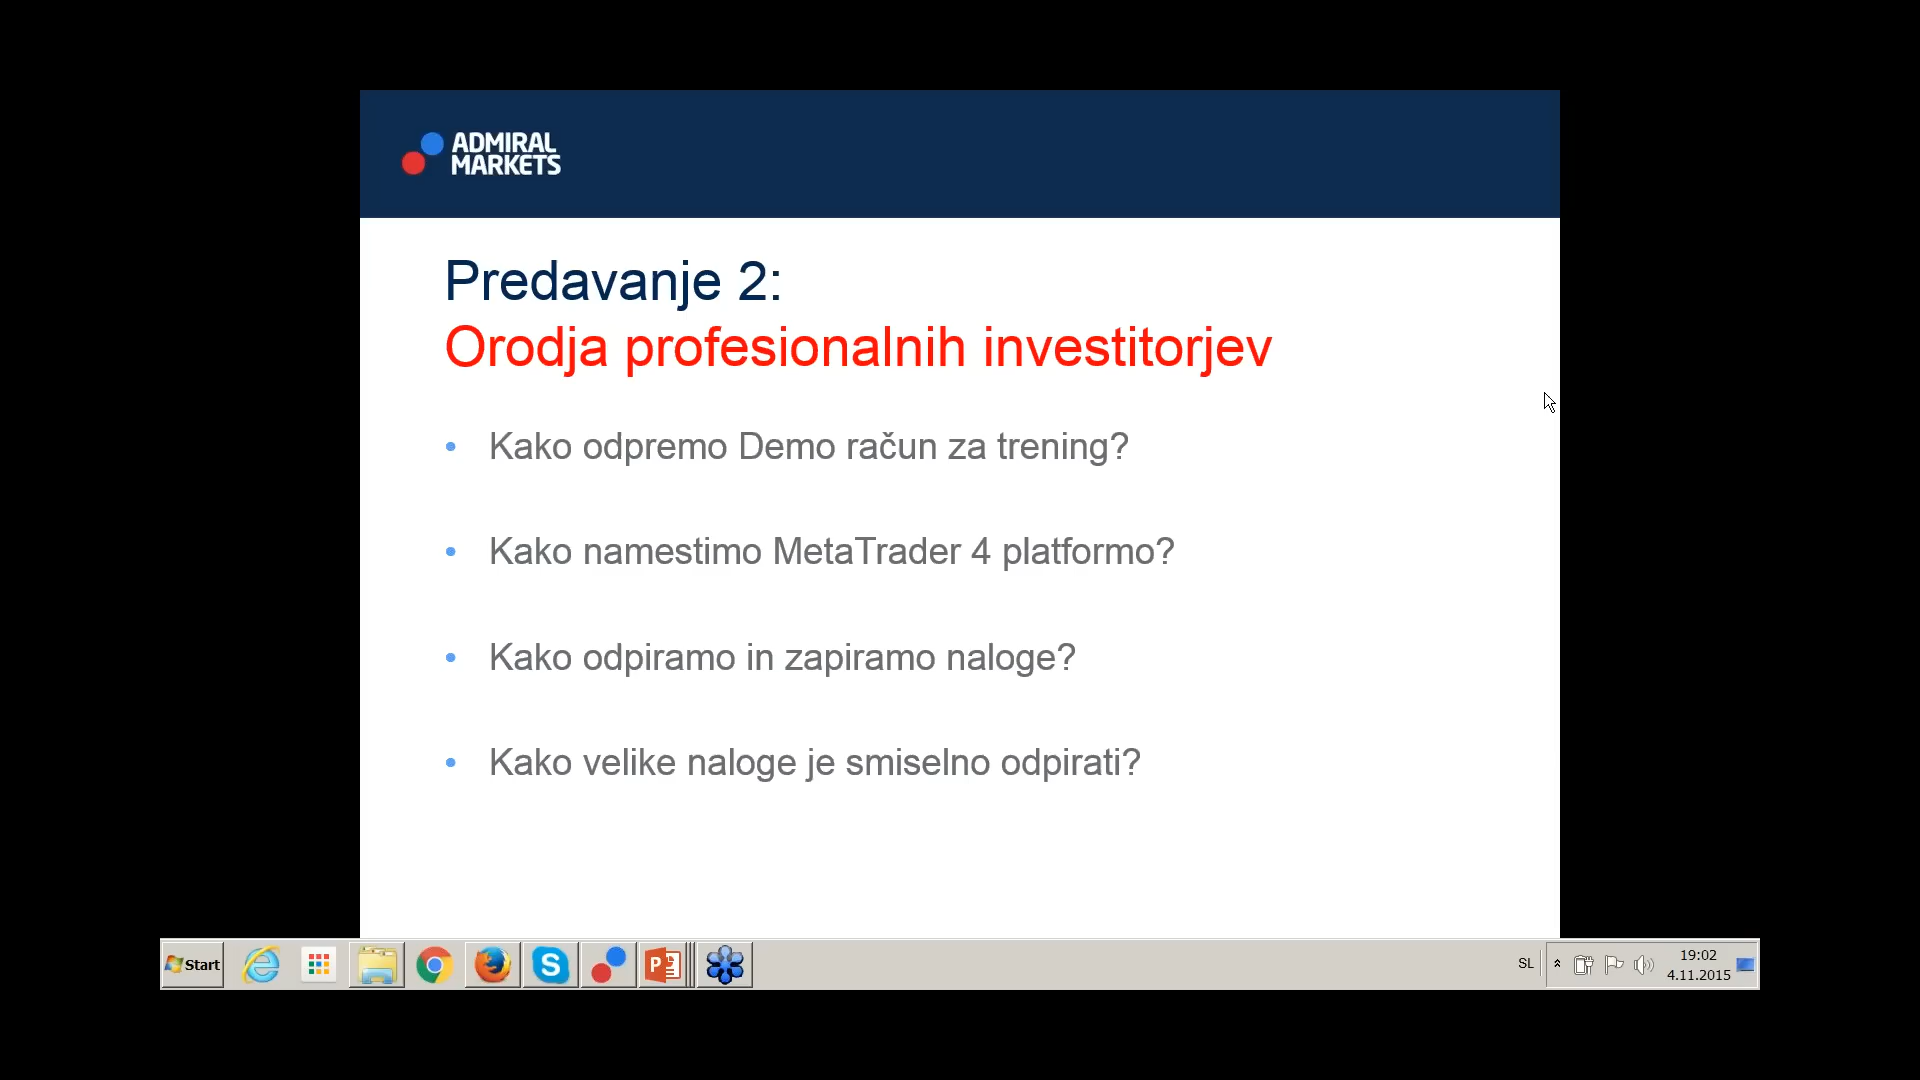 ADMIRAL
MARKETS
Predavanje 2:
Orodja profesionalnih investitorjev
• Kako odpremo Demo račun za trening?
• Kako namestimo MetaTrader 4 platformo?
• Kako odpiramo in zapiramo naloge?
• Kako velike naloge je smiselno odpirati?
Start
SL
19:02
4.11.2015